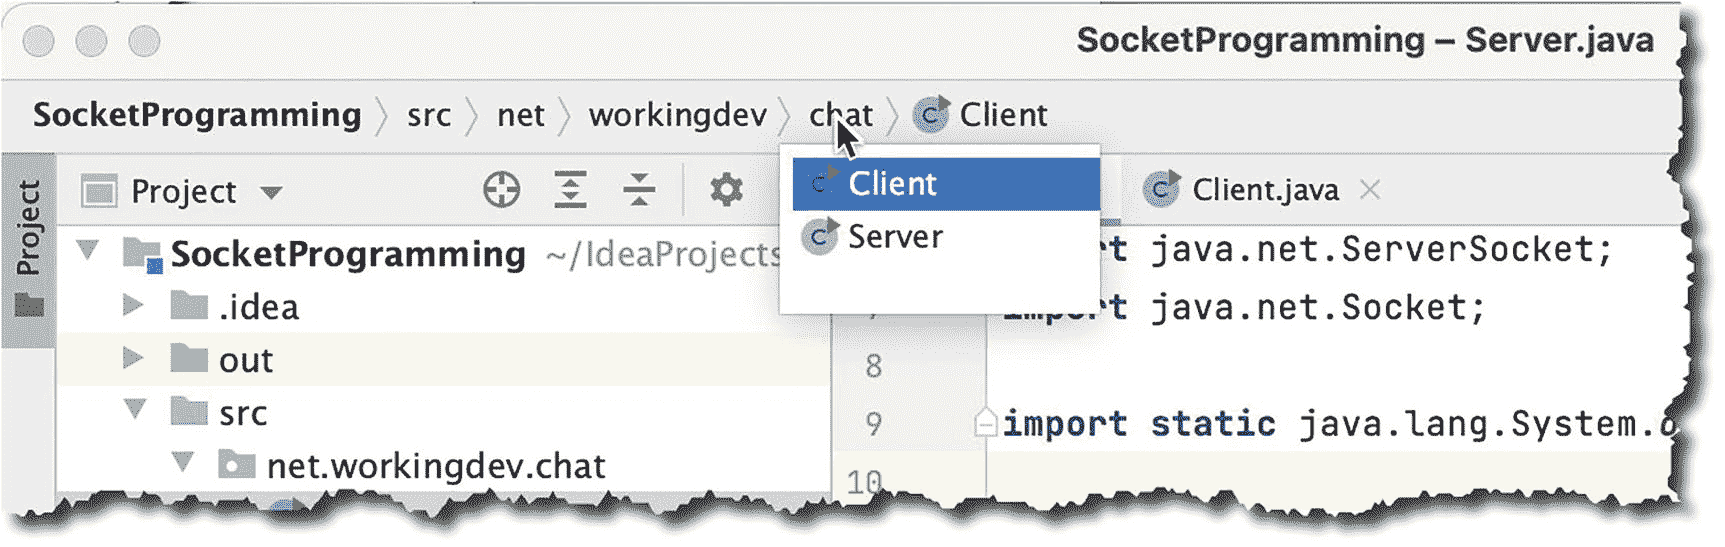 SocketProgramming – Server.java
SocketProgramming src net workingdev chat Client
Project
Project
Client
Server
Client.java
SocketProgramming ~/IdeaProjects
.idea
out
src
net.workingdev.chat
java.net.ServerSocket;
import java.net.Socket;
8
9 import static java.lang.System.o
10